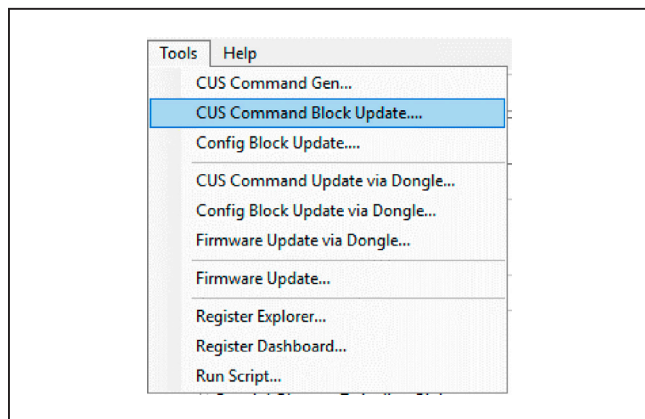 Tools Help
CUS Command Gen...
CUS Command Block Update....
Config Block Update....
CUS Command Update via Dongle...
Config Block Update via Dongle...
Firmware Update via Dongle...
Firmware Update...
Register Explorer...
Register Dashboard...
Run Script...